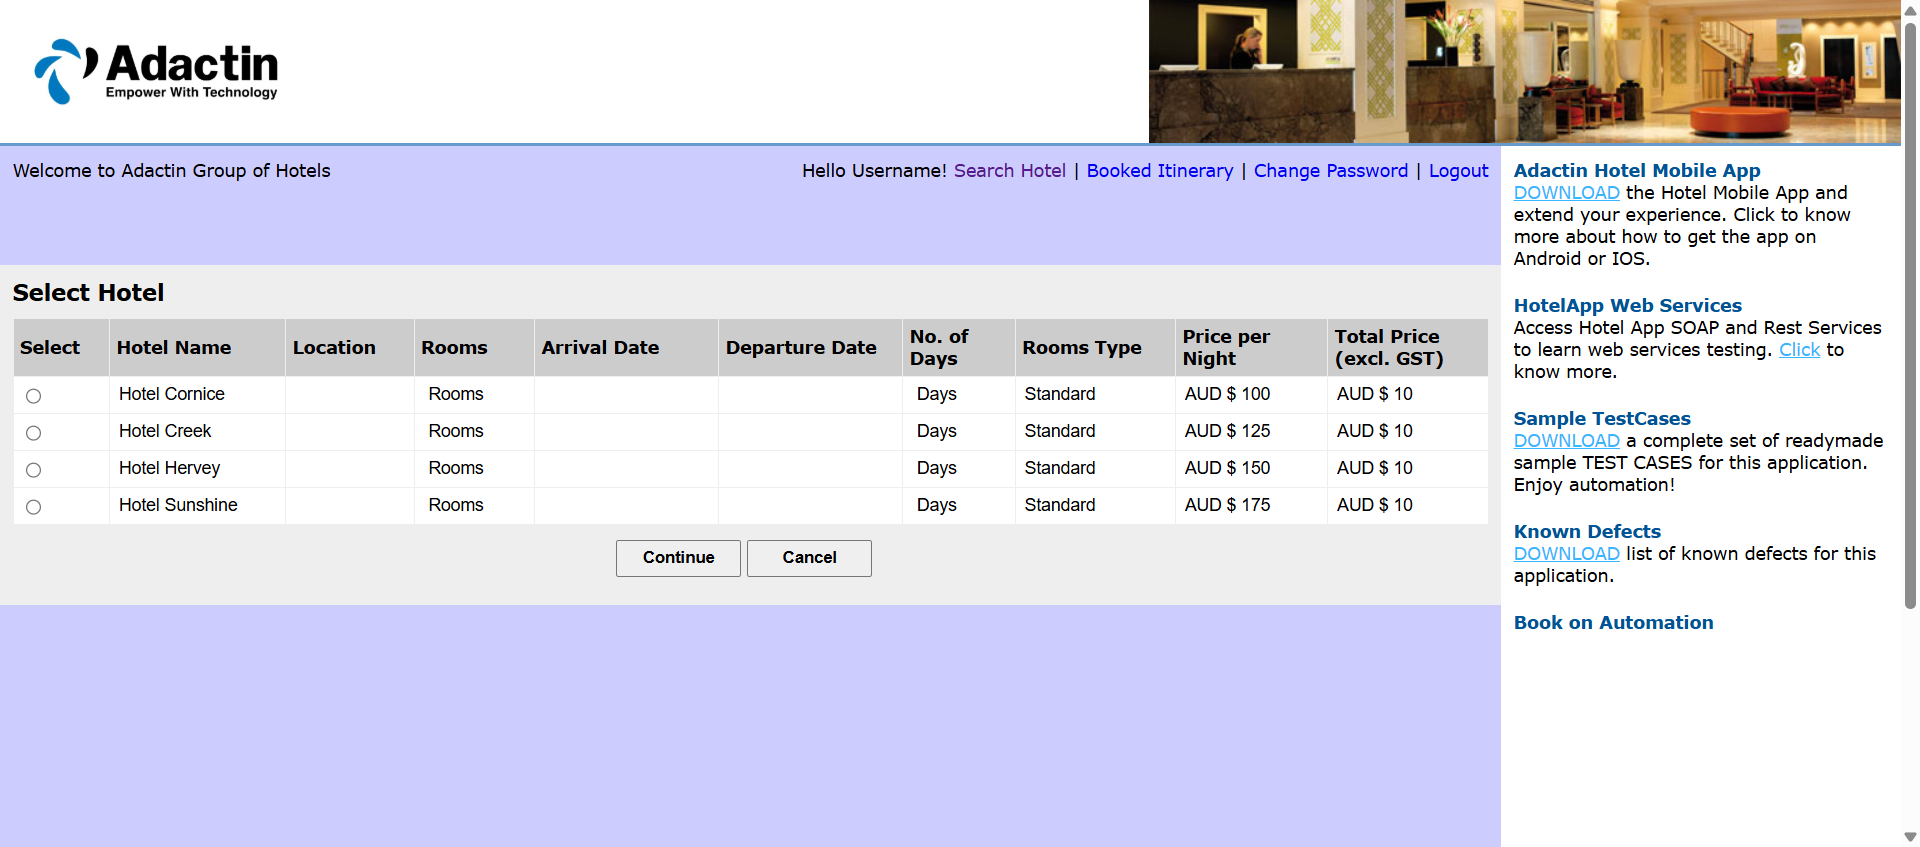 Adactin
Empower With Technology
Welcome to Adactin Group of Hotels
Hello Username! Search Hotel | Booked Itinerary | Change Password | Logout
Select Hotel
Select Hotel Name Location Rooms Arrival Date Departure Date No. of Days Rooms Type Price per Night Total Price (excl. GST)
Hotel Cornice Rooms Days Standard AUD $ 100 AUD $ 10
Hotel Creek Rooms Days Standard AUD $ 125 AUD $ 10
Hotel Hervey Rooms Days Standard AUD $ 150 AUD $ 10
Hotel Sunshine Rooms Days Standard AUD $ 175 AUD $ 10
Continue Cancel
Adactin Hotel Mobile App
DOWNLOAD the Hotel Mobile App and
extend your experience. Click to know
more about how to get the app on
Android or IOS.
HotelApp Web Services
Access Hotel App SOAP and Rest Services
to learn web services testing. Click to
know more.
Sample TestCases
DOWNLOAD a complete set of readymade
sample TEST CASES for this application.
Enjoy automation!
Known Defects
DOWNLOAD list of known defects for this
application.
Book on Automation